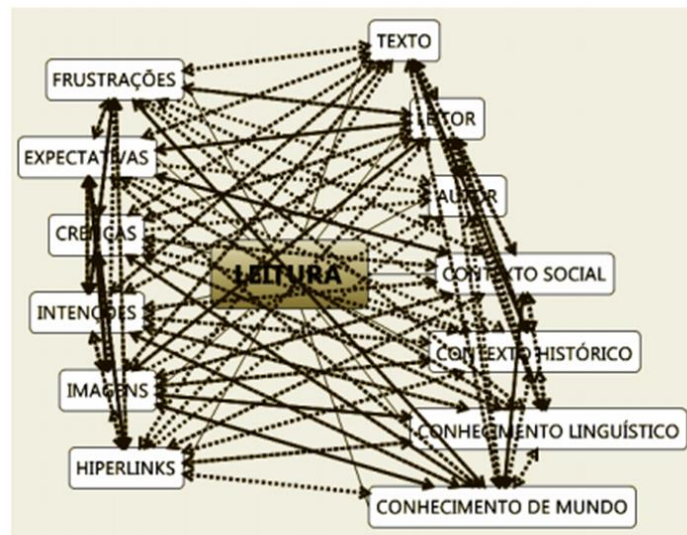 TEXTO
FRUSTRAÇÕES
LEITOR
EXPECTATIVAS
AUTOR
CRENÇAS
LEITURA
CONTEXTO SOCIAL
INTENÇÕES
CONTEXTO HISTÓRICO
IMAGENS
CONHECIMENTO LINGUÍSTICO
HIPERLINKS
CONHECIMENTO DE MUNDO